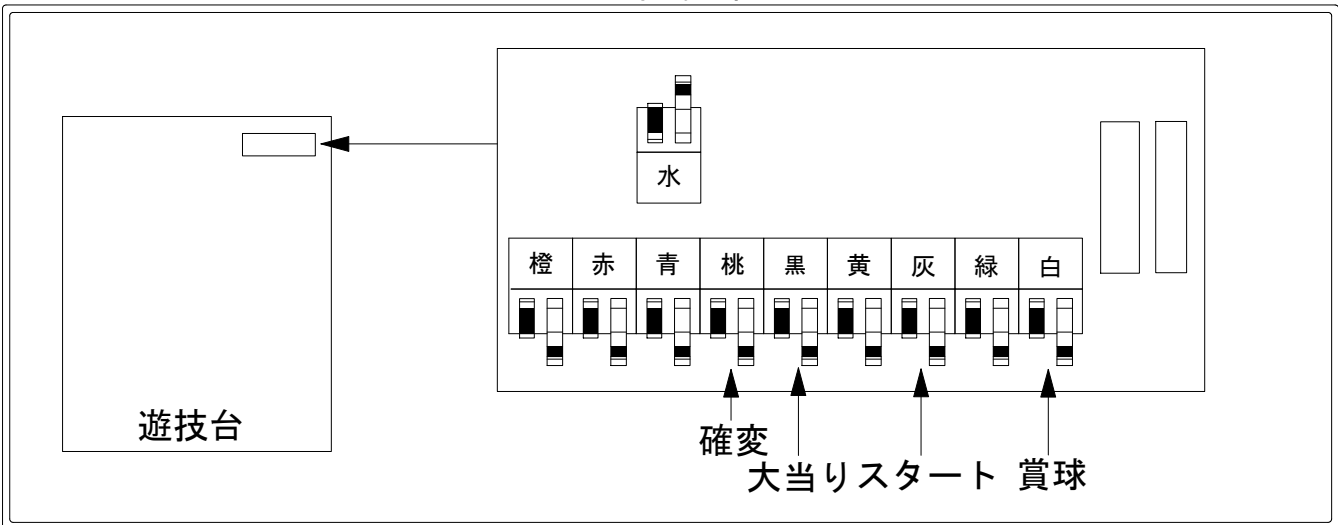 水
橙 赤 青 桃 黒 黄 灰 緑 白
遊技台
確変
大当り スタート 賞球